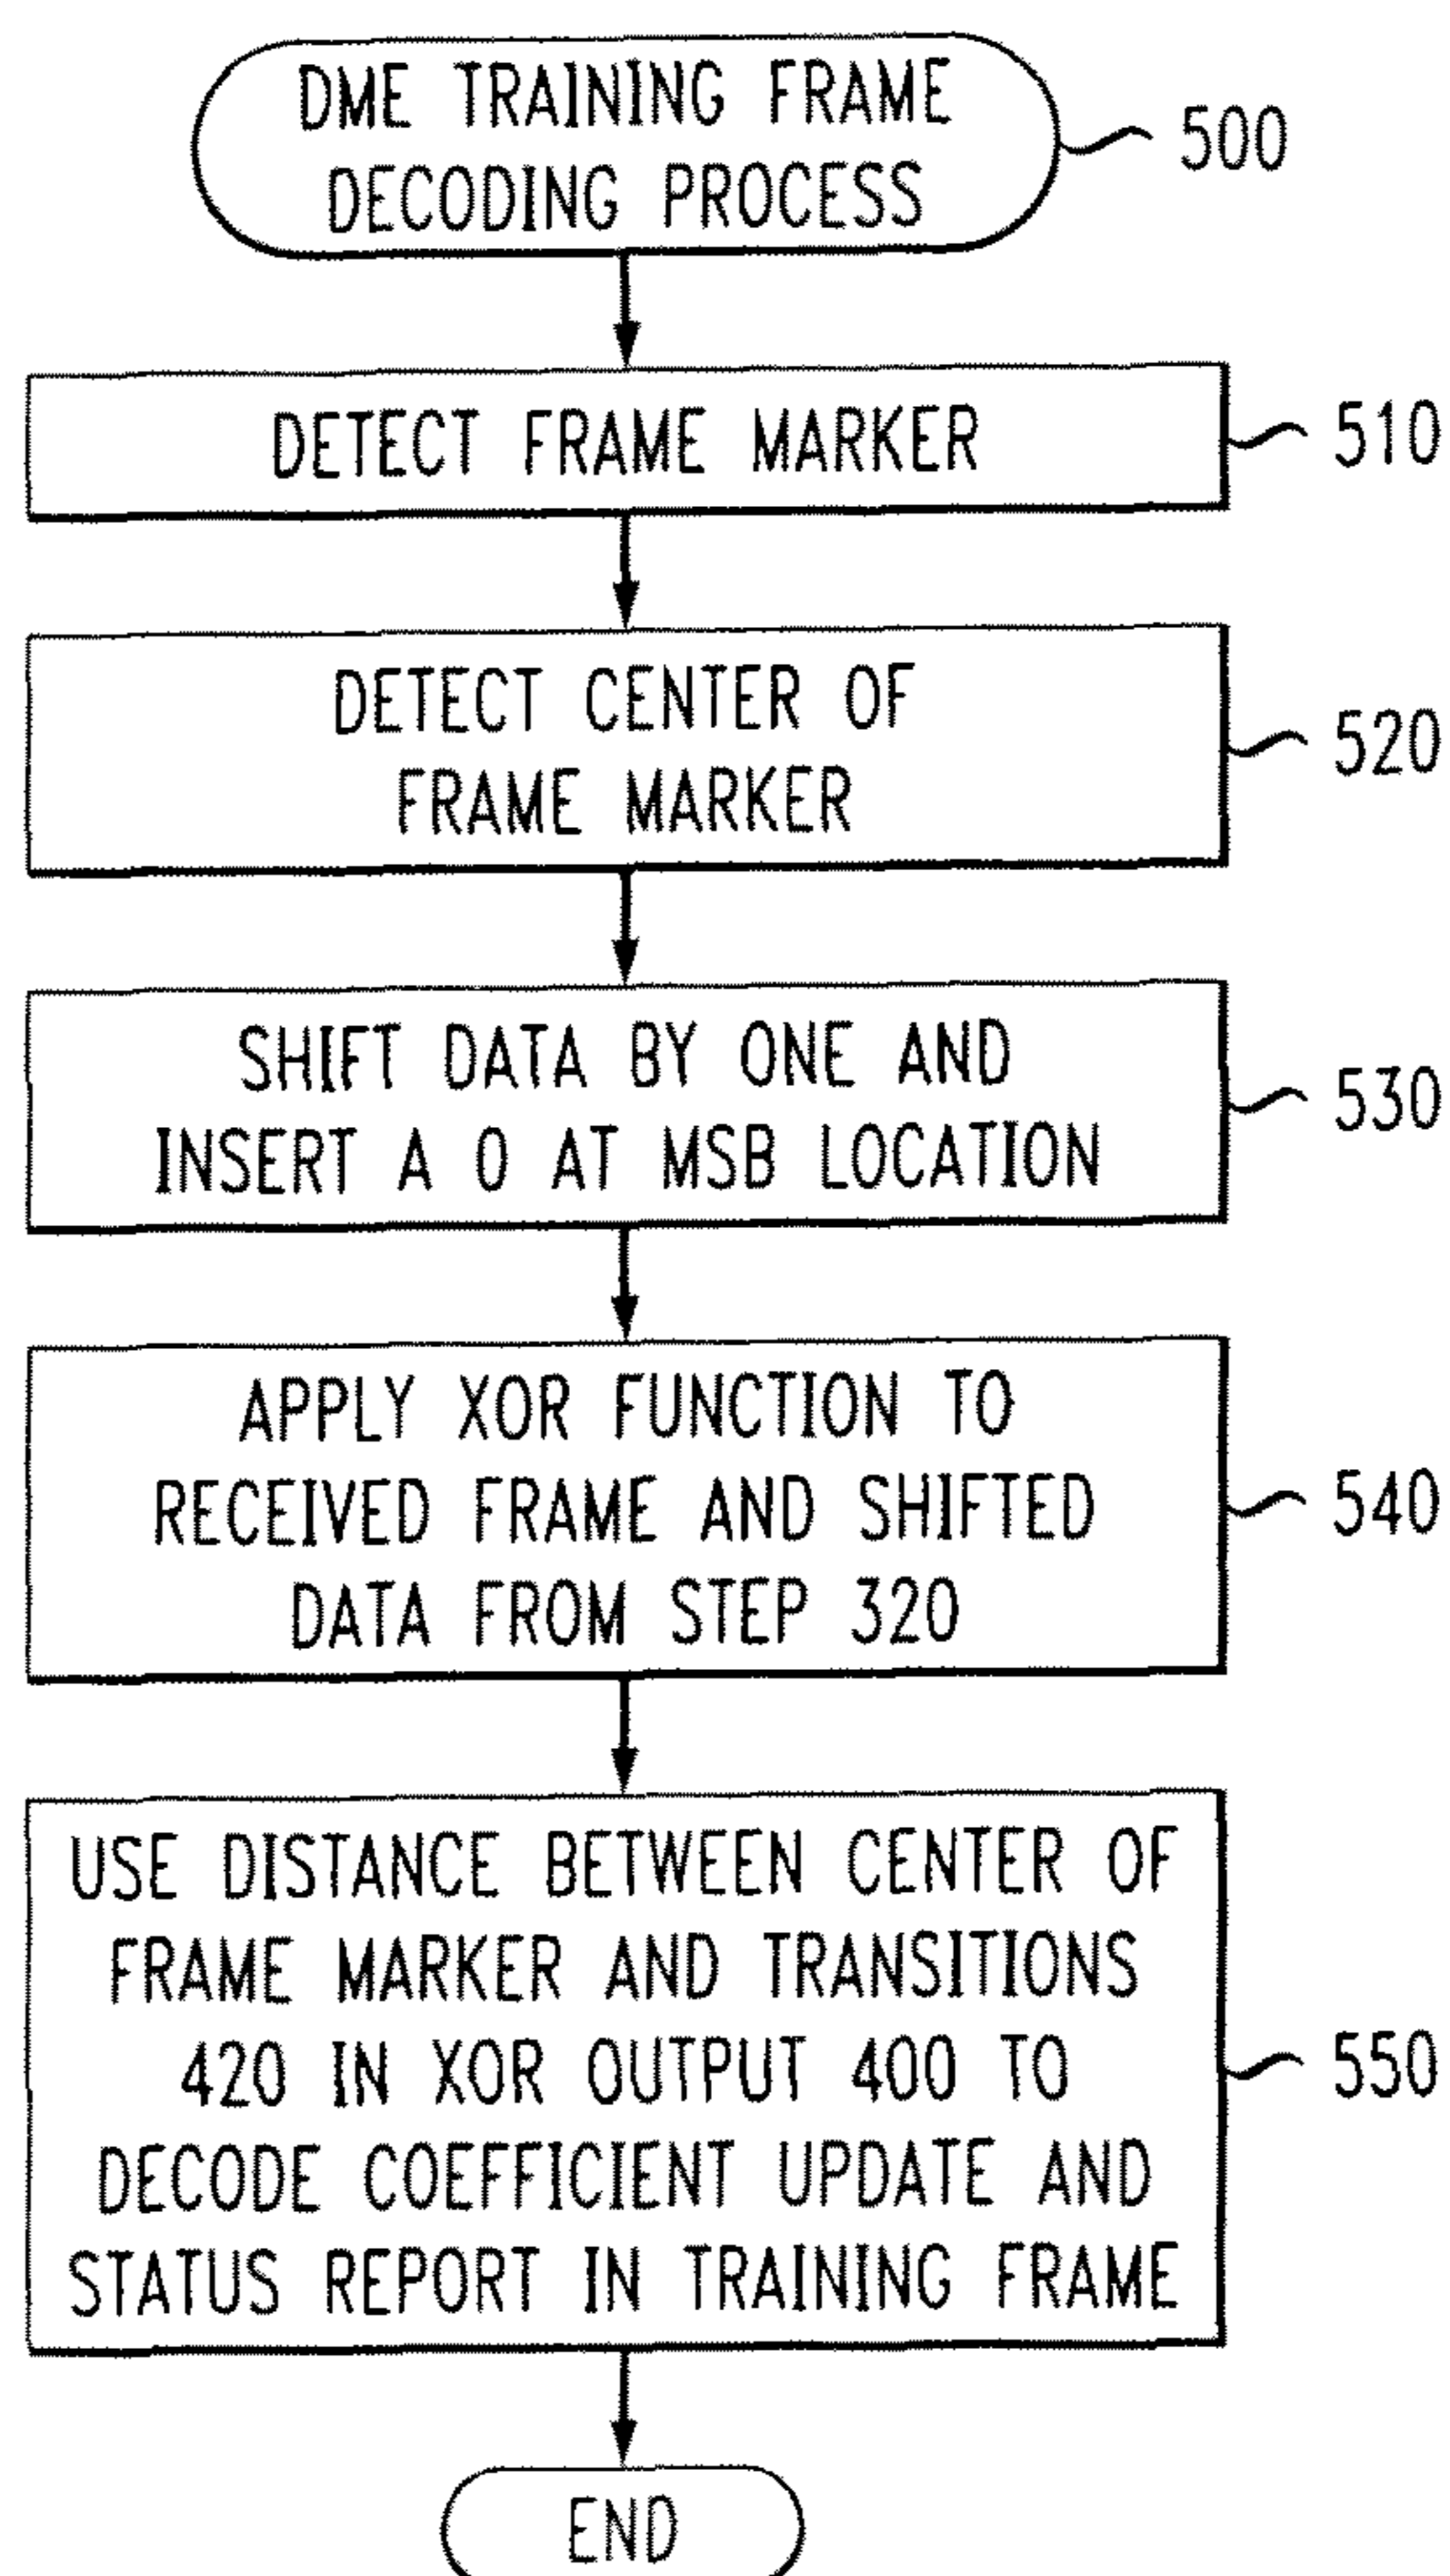 DME TRAINING FRAME
DECODING PROCESS
500
DETECT FRAME MARKER
510
DETECT CENTER OF
FRAME MARKER
520
SHIFT DATA BY ONE AND
INSERT A 0 AT MSB LOCATION
530
APPLY XOR FUNCTION TO
RECEIVED FRAME AND SHIFTED
DATA FROM STEP 320
540
USE DISTANCE BETWEEN CENTER OF
FRAME MARKER AND TRANSITIONS
420 IN XOR OUTPUT 400 TO
DECODE COEFFICIENT UPDATE AND
STATUS REPORT IN TRAINING FRAME
550
END